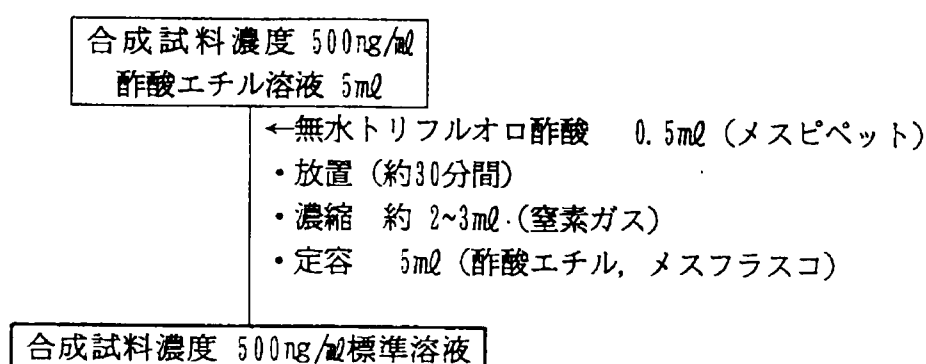 合成試料濃度 500ng/ml
酢酸エチル溶液 5ml
←無水トリフルオロ酢酸 0.5ml (メスピペット)
・放置 (約30分間)
・濃縮 約 2~3ml (窒素ガス)
・定容 5ml (酢酸エチル, メスフラスコ)
合成試料濃度 500ng/ml標準溶液